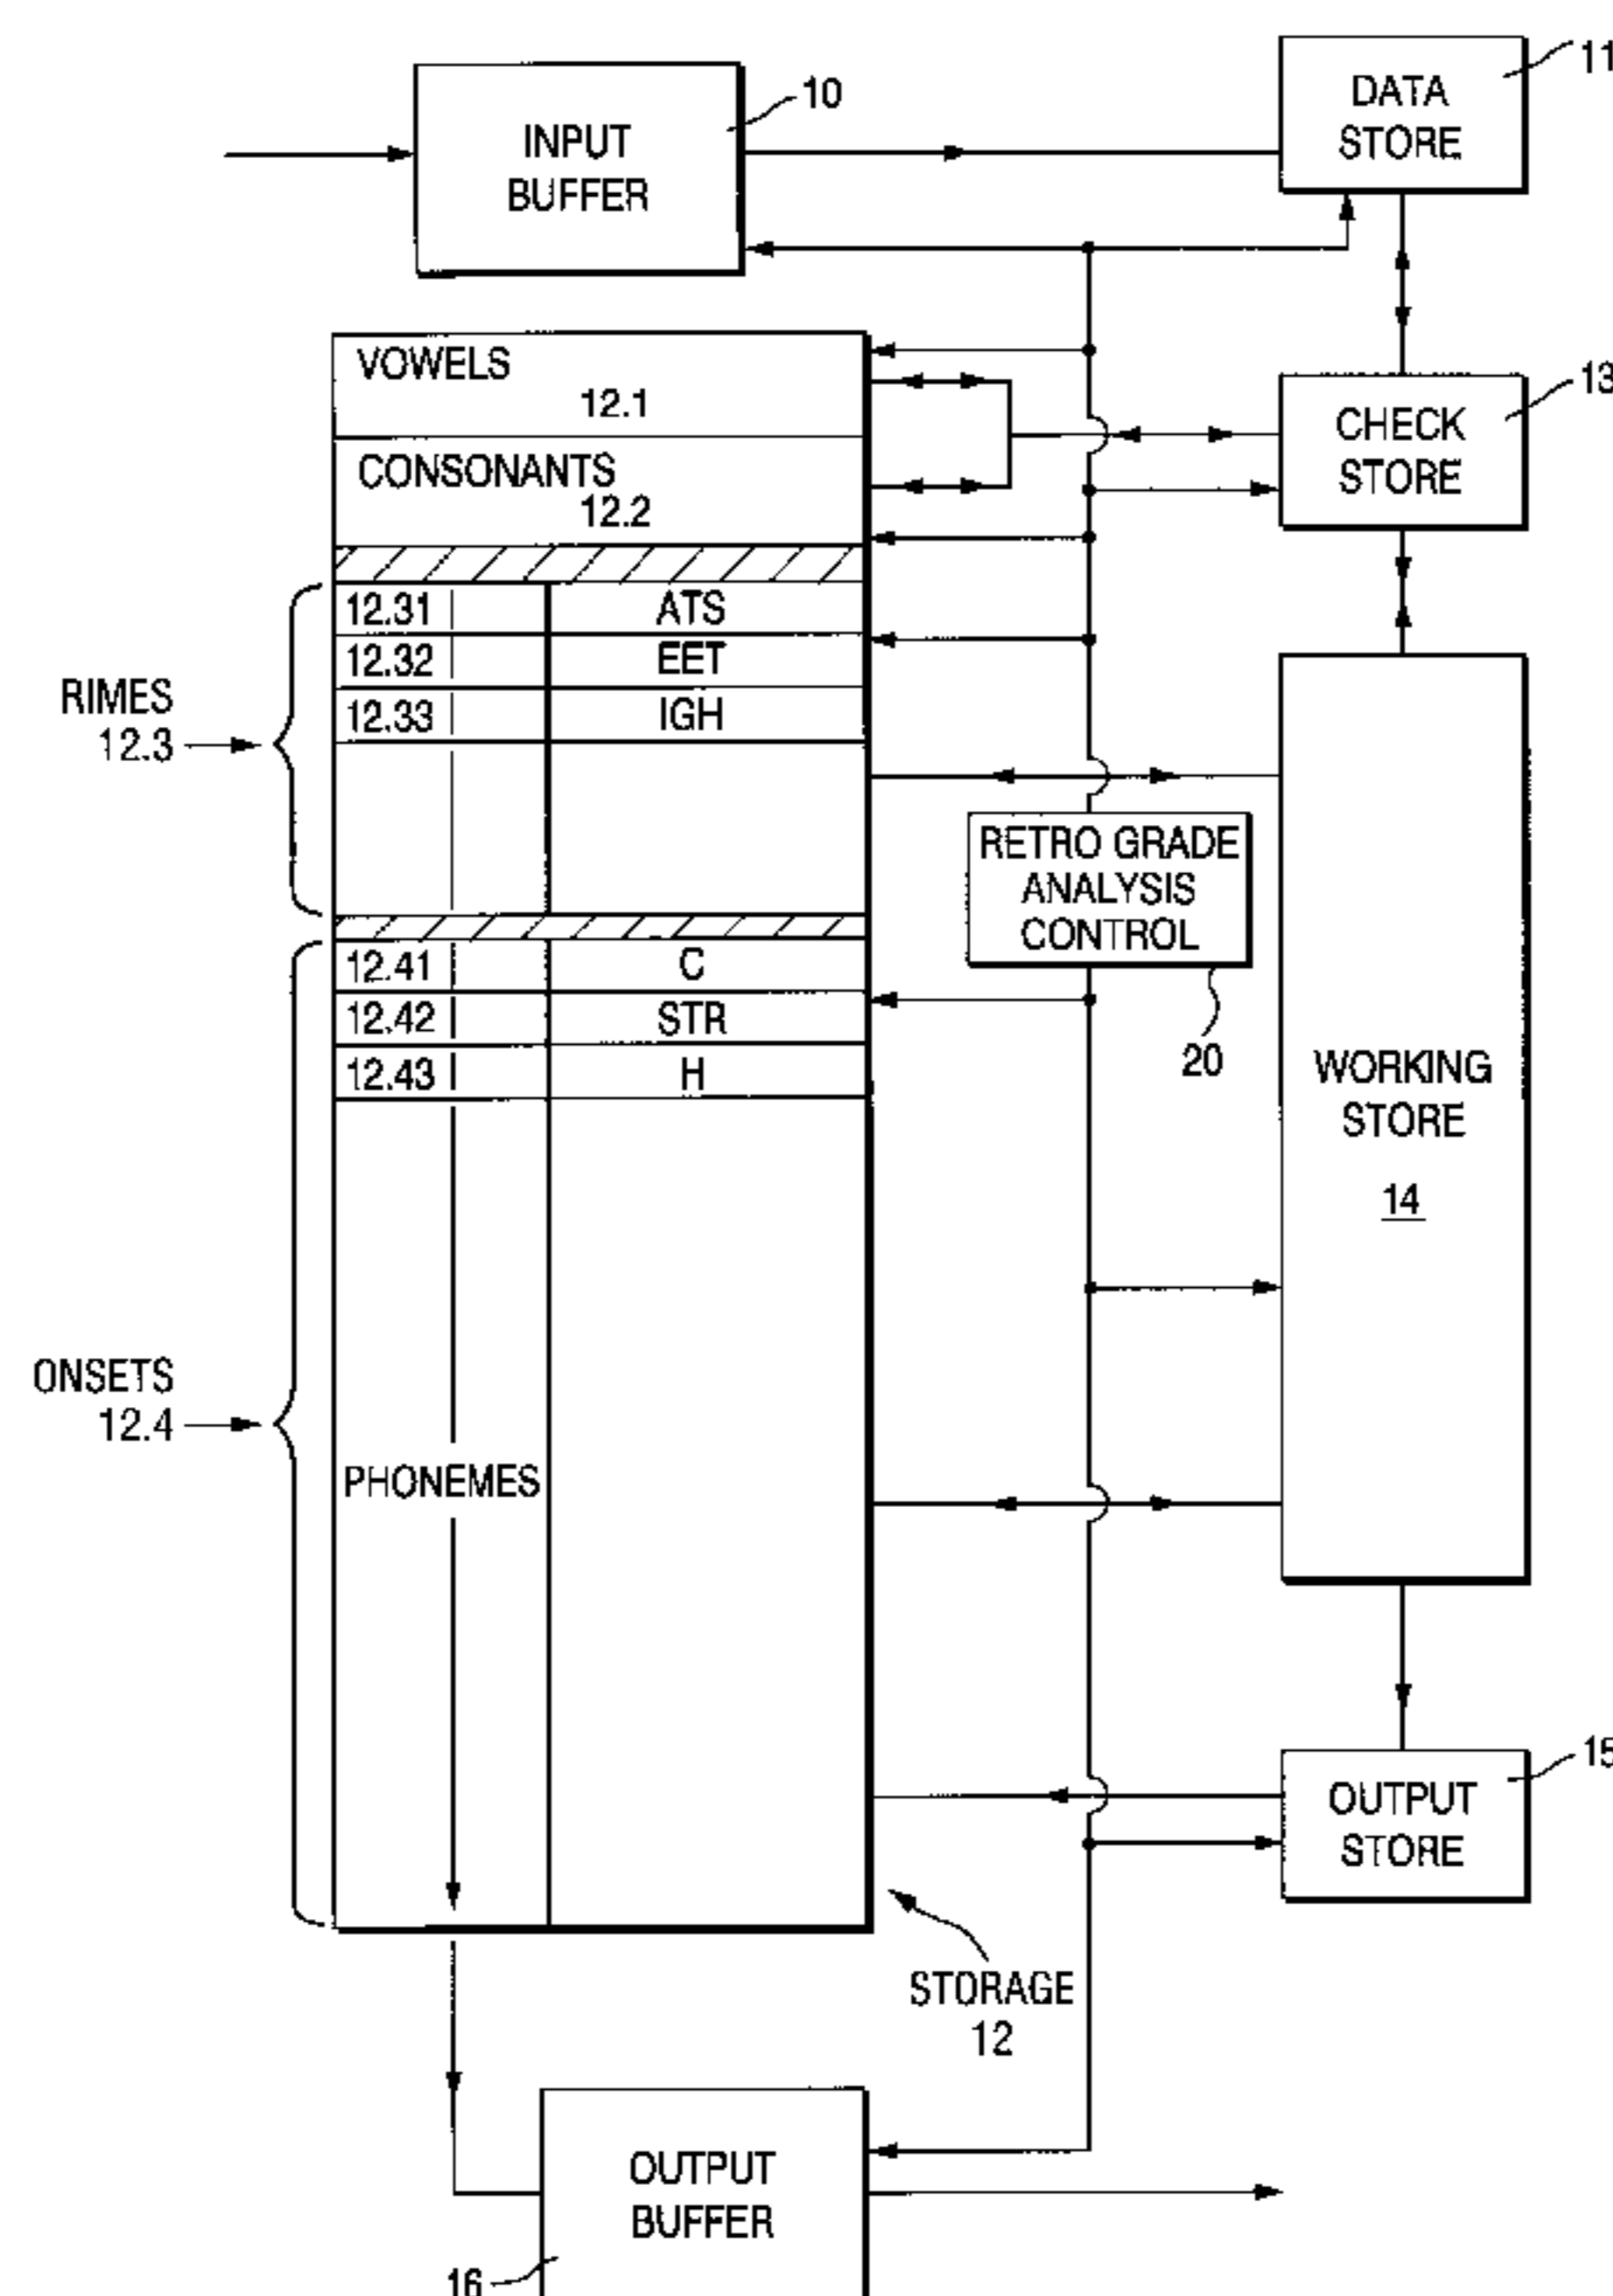 10
INPUT
BUFFER
11
DATA
STORE
VOWELS
12.1
CONSONANTS
12.2
13
CHECK
STORE
RIMES
12.3
12.31 ATS
12.32 EET
12.33 IGH
RETRO GRADE
ANALYSIS
CONTROL
20
12.41 C
12.42 STR
12.43 H
WORKING
STORE
14
ONSETS
12.4
PHONEMES
15
OUTPUT
STORE
STORAGE
12
OUTPUT
BUFFER
16